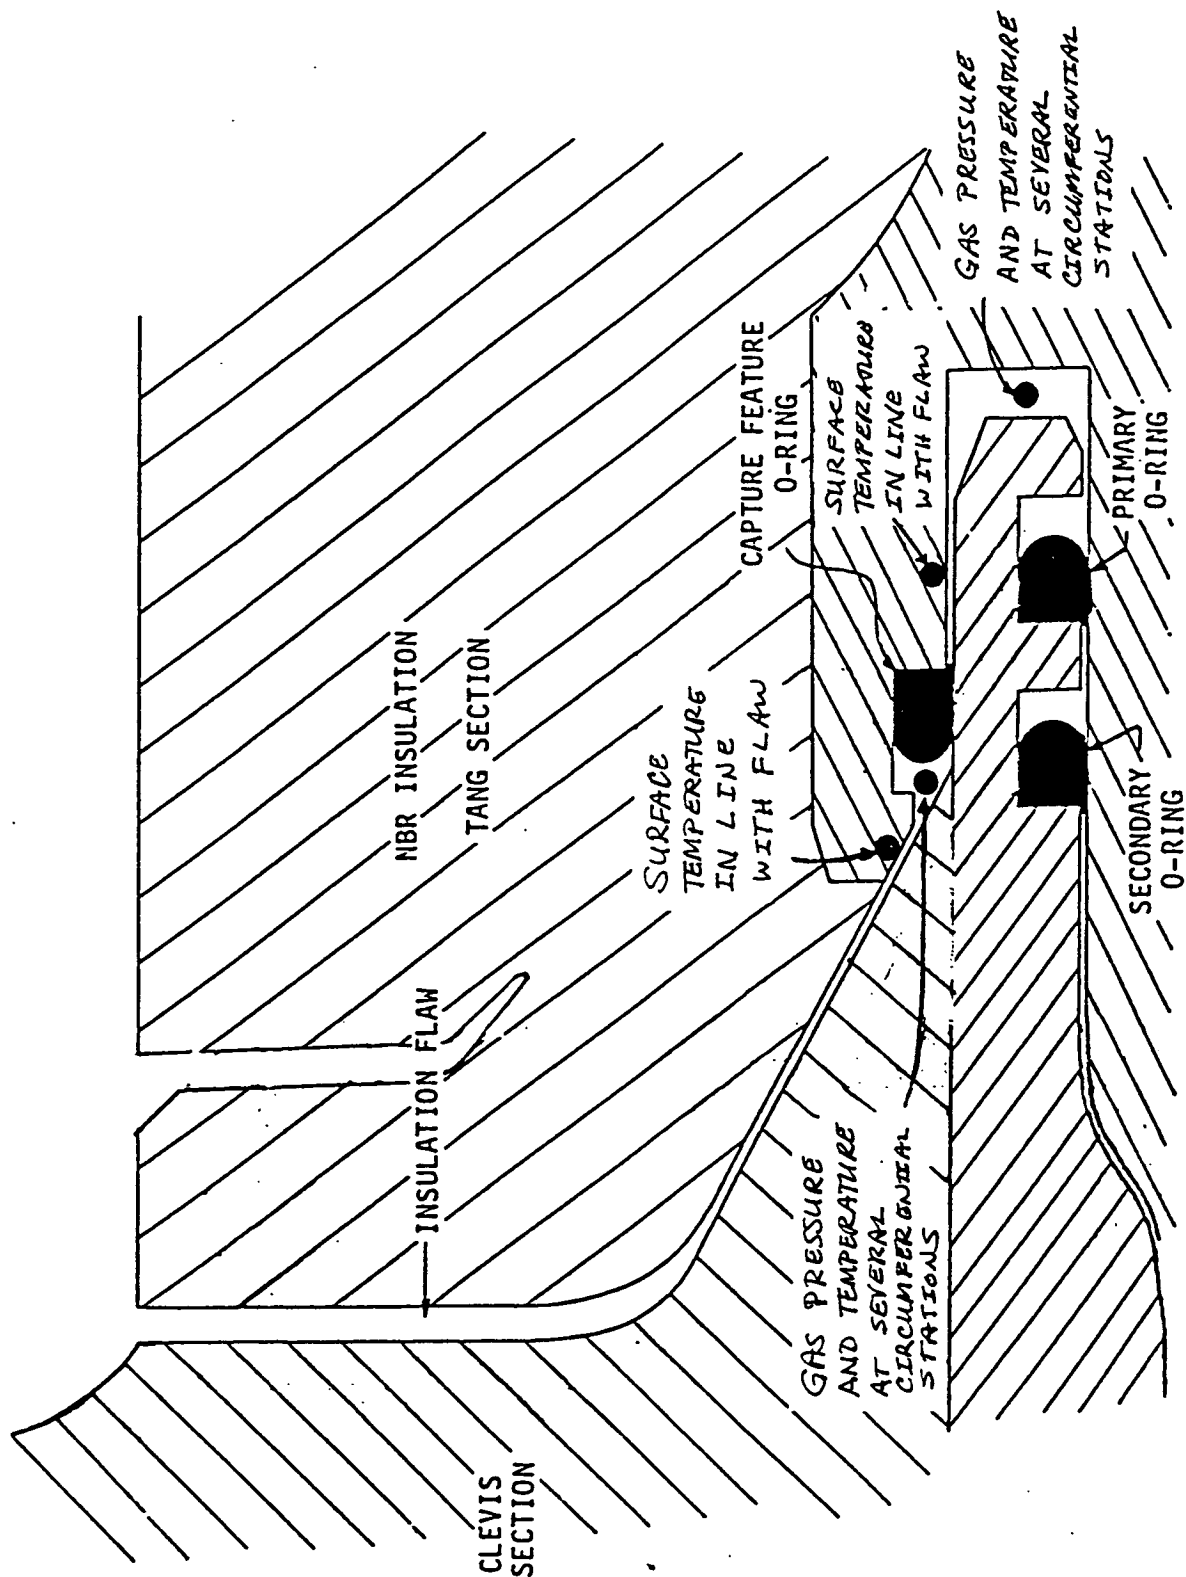 CLEVIS
SECTION
INSULATION FLAW
NBR INSULATION
TANG SECTION
SURFACE
TEMPERATURE
IN LINE
WITH FLAW
CAPTURE FEATURE
O-RING
SURFACE
TEMPERATURE
IN LINE
WITH FLAW
GAS PRESSURE
AND TEMPERATURE
AT SEVERAL
CIRCUMFERENTIAL
STATIONS
GAS PRESSURE
AND TEMPERATURE
AT SEVERAL
CIRCUMFERENTIAL
STATIONS
SECONDARY
O-RING
PRIMARY
O-RING